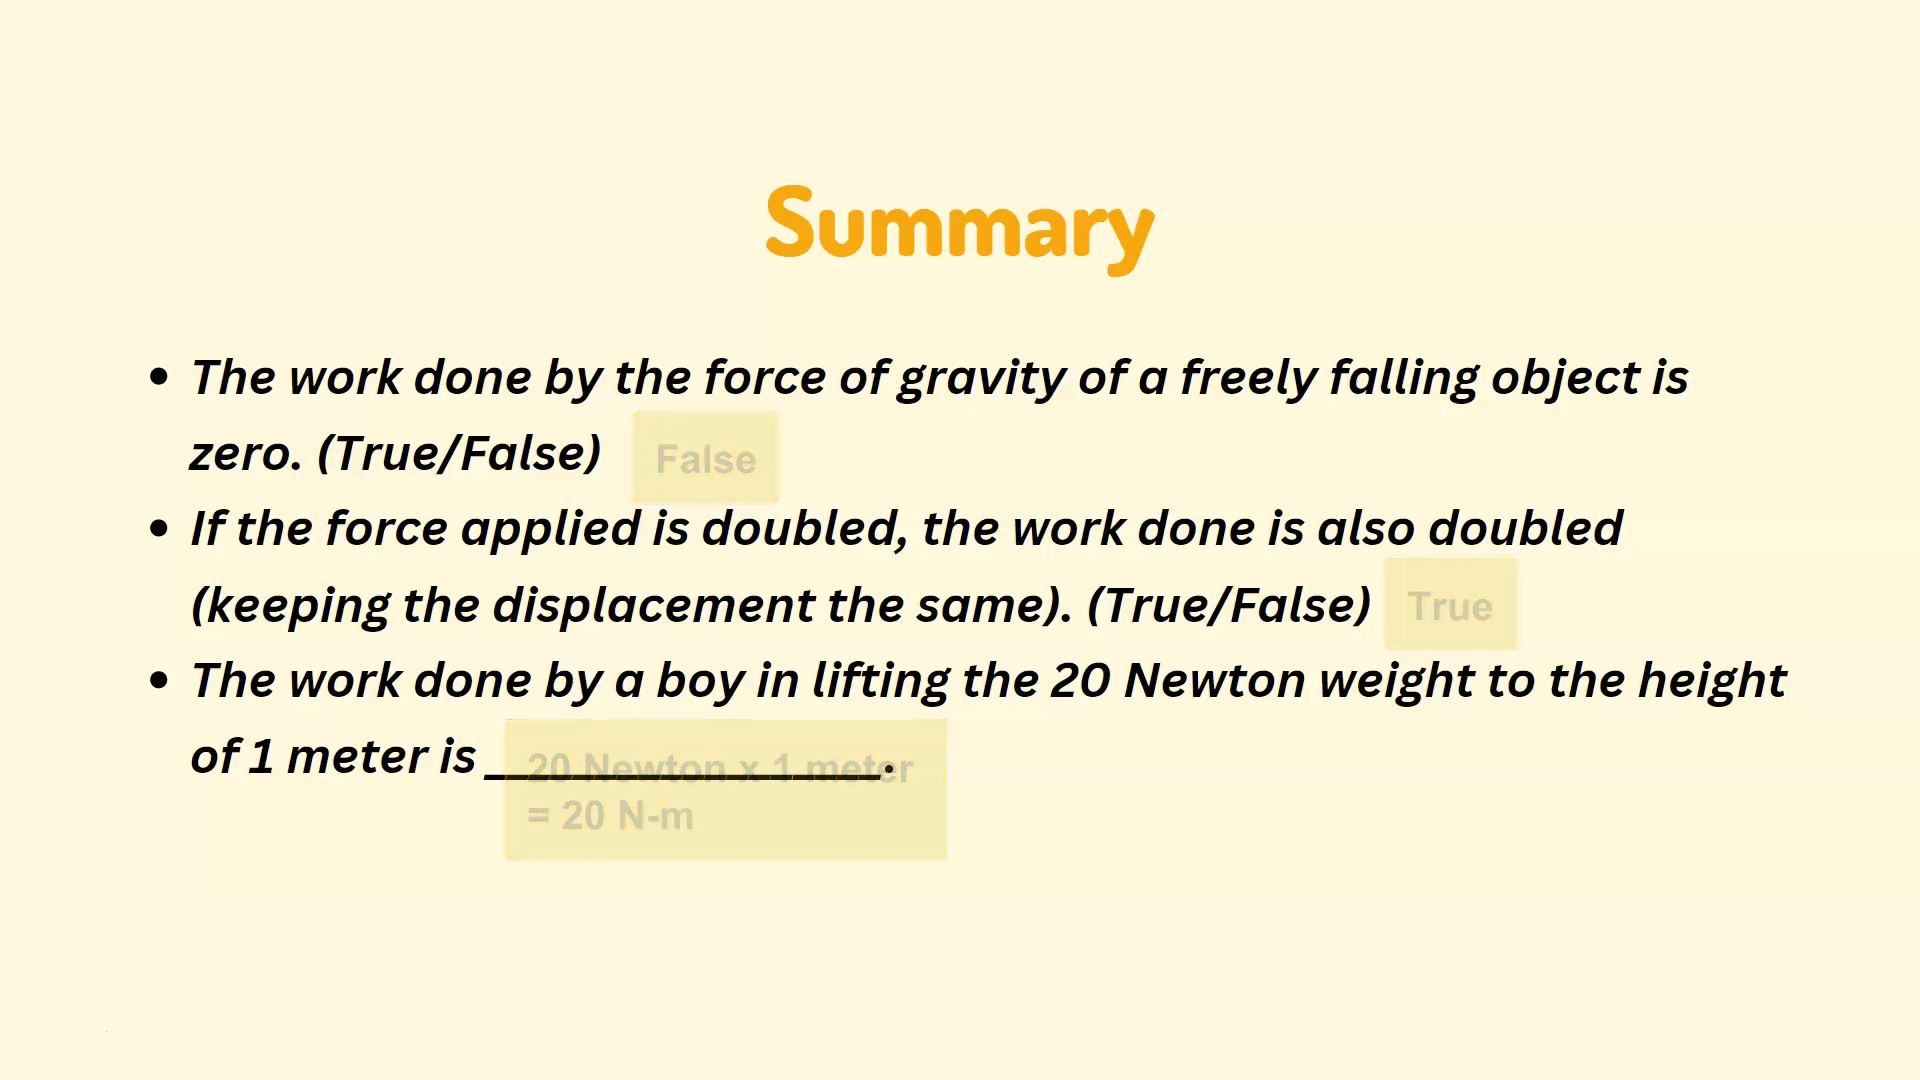 Summary
• The work done by the force of gravity of a freely falling object is
zero. (True/False) False
• If the force applied is doubled, the work done is also doubled
(keeping the displacement the same). (True/False) True
• The work done by a boy in lifting the 20 Newton weight to the height
of 1 meter is __________________.
20 Newton x 1 meter
= 20 N-m